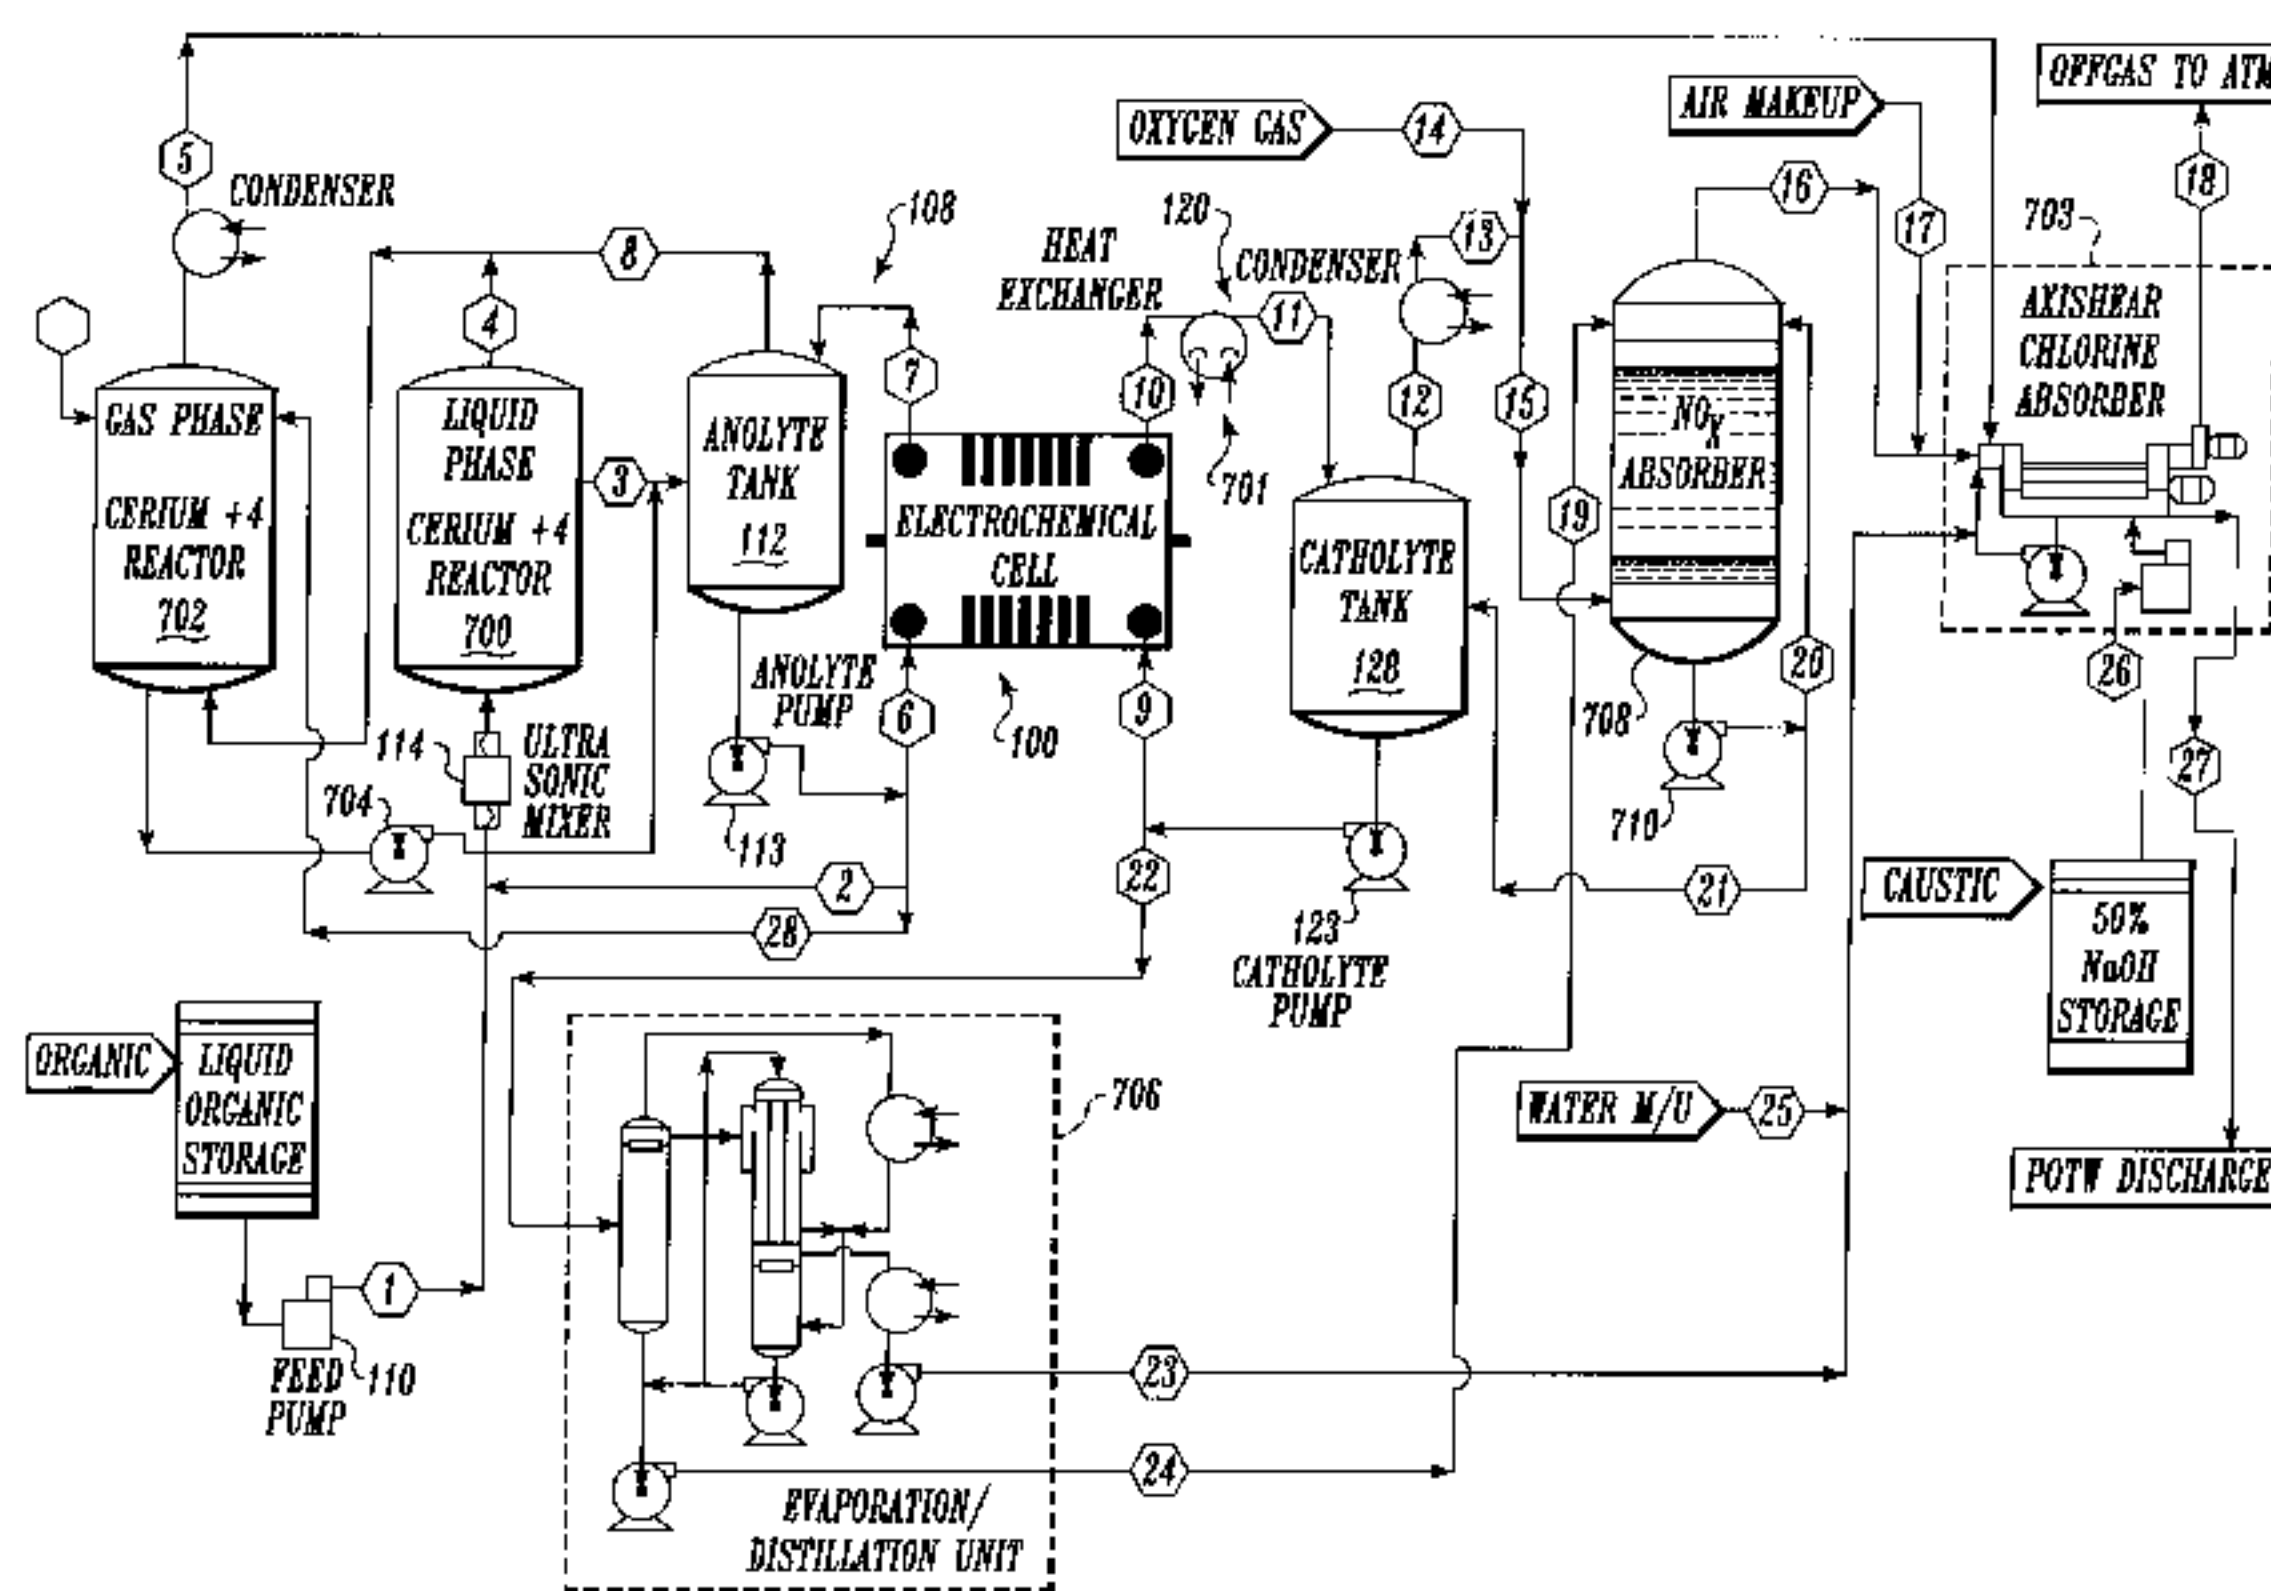 OFFGAS TO ATM
AIR MAKEUP
OXYGEN GAS
14
5
CONDENSER
16
18
17
703
108
120
HEAT
EXCHANGER
CONDENSER
13
8
4
7
10
11
12
15
701
AXISHEAR
CHLORINE
ABSORBER
GAS PHASE
CERIUM +4
REACTOR
702
LIQUID
PHASE
CERIUM +4
REACTOR
700
3
ANOLYTE
TANK
112
ELECTROCHEMICAL
CELL
100
CATHOLYTE
TANK
128
NOX
ABSORBER
19
20
708
710
26
27
6
9
ANOLYTE
PUMP
113
114
ULTRA
SONIC
MIXER
704
2
28
22
21
123
CATHOLYTE
PUMP
CAUSTIC
50%
NaOH
STORAGE
ORGANIC
LIQUID
ORGANIC
STORAGE
706
WATER M/U
25
POTW DISCHARGE
1
FEED
PUMP
110
23
24
EVAPORATION/
DISTILLATION UNIT